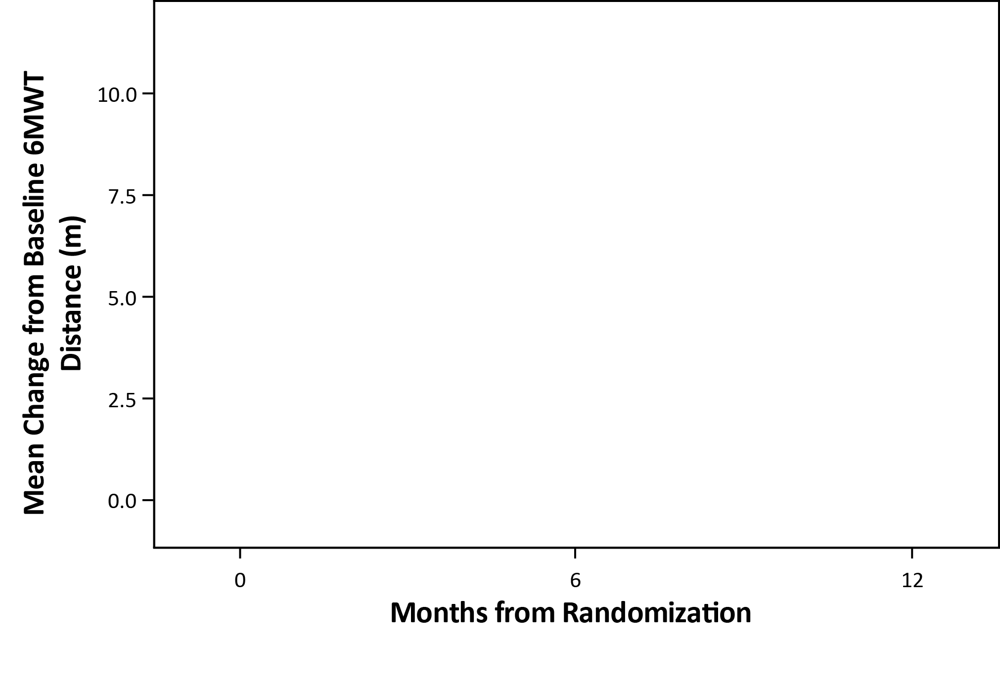 Mean Change from Baseline 6MWT
Distance (m)
10.0
7.5
5.0
2.5
0.0
0
6
12
Months from Randomization